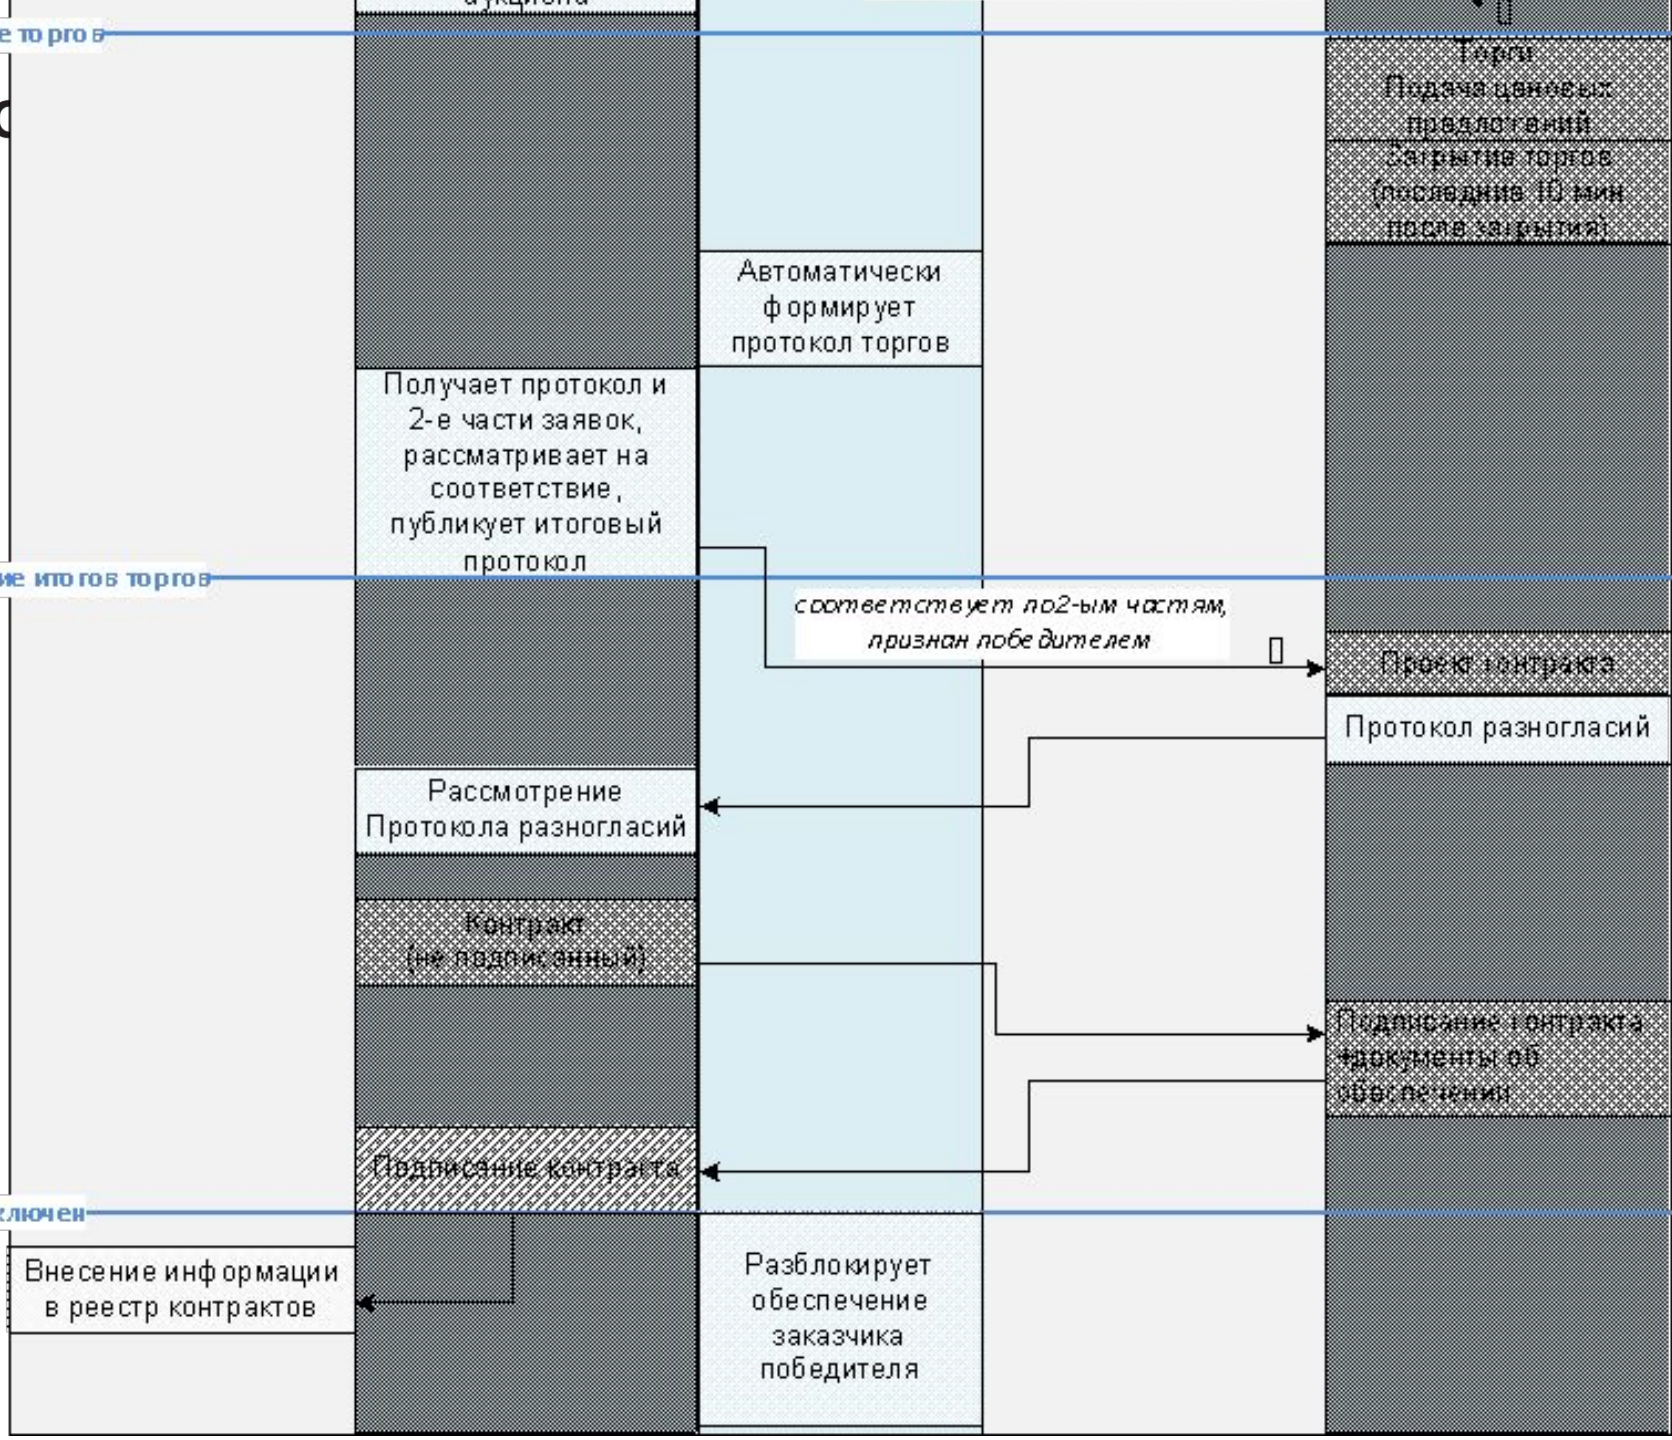 аукциона
е торгов
Торги
Подача ценовых
предложений
Закрытие торгов
(последние 10 мин
после закрытия)
Автоматически
формирует
протокол торгов
Получает протокол и
2-е части заявок,
рассматривает на
соответствие,
публикует итоговый
протокол
ие итогов торгов
соответствует по2-ым частям,
признан победителем
Проект контракта
Протокол разногласий
Рассмотрение
Протокола разногласий
Контракт
(не подписанный)
Подписание контракта
+документы об
обеспечении
Подписание контракта
ключен
Внесение информации
в реестр контрактов
Разблокирует
обеспечение
заказчика
победителя